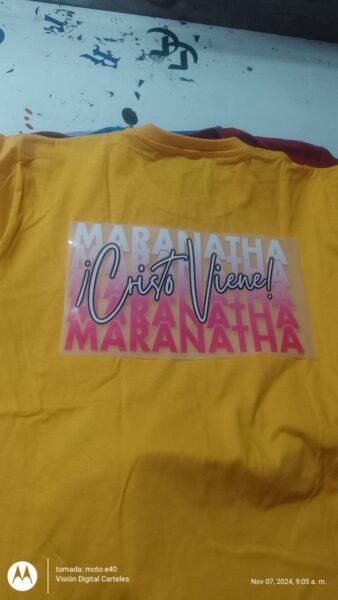 MARANATHA
MARANATHA
¡Cristo Viene!
MARANATHA
MARANATHA
MARANATHA
tomada: moto e40
Visión Digital Carteles
Nov 07, 2024, 9:05 a. m.